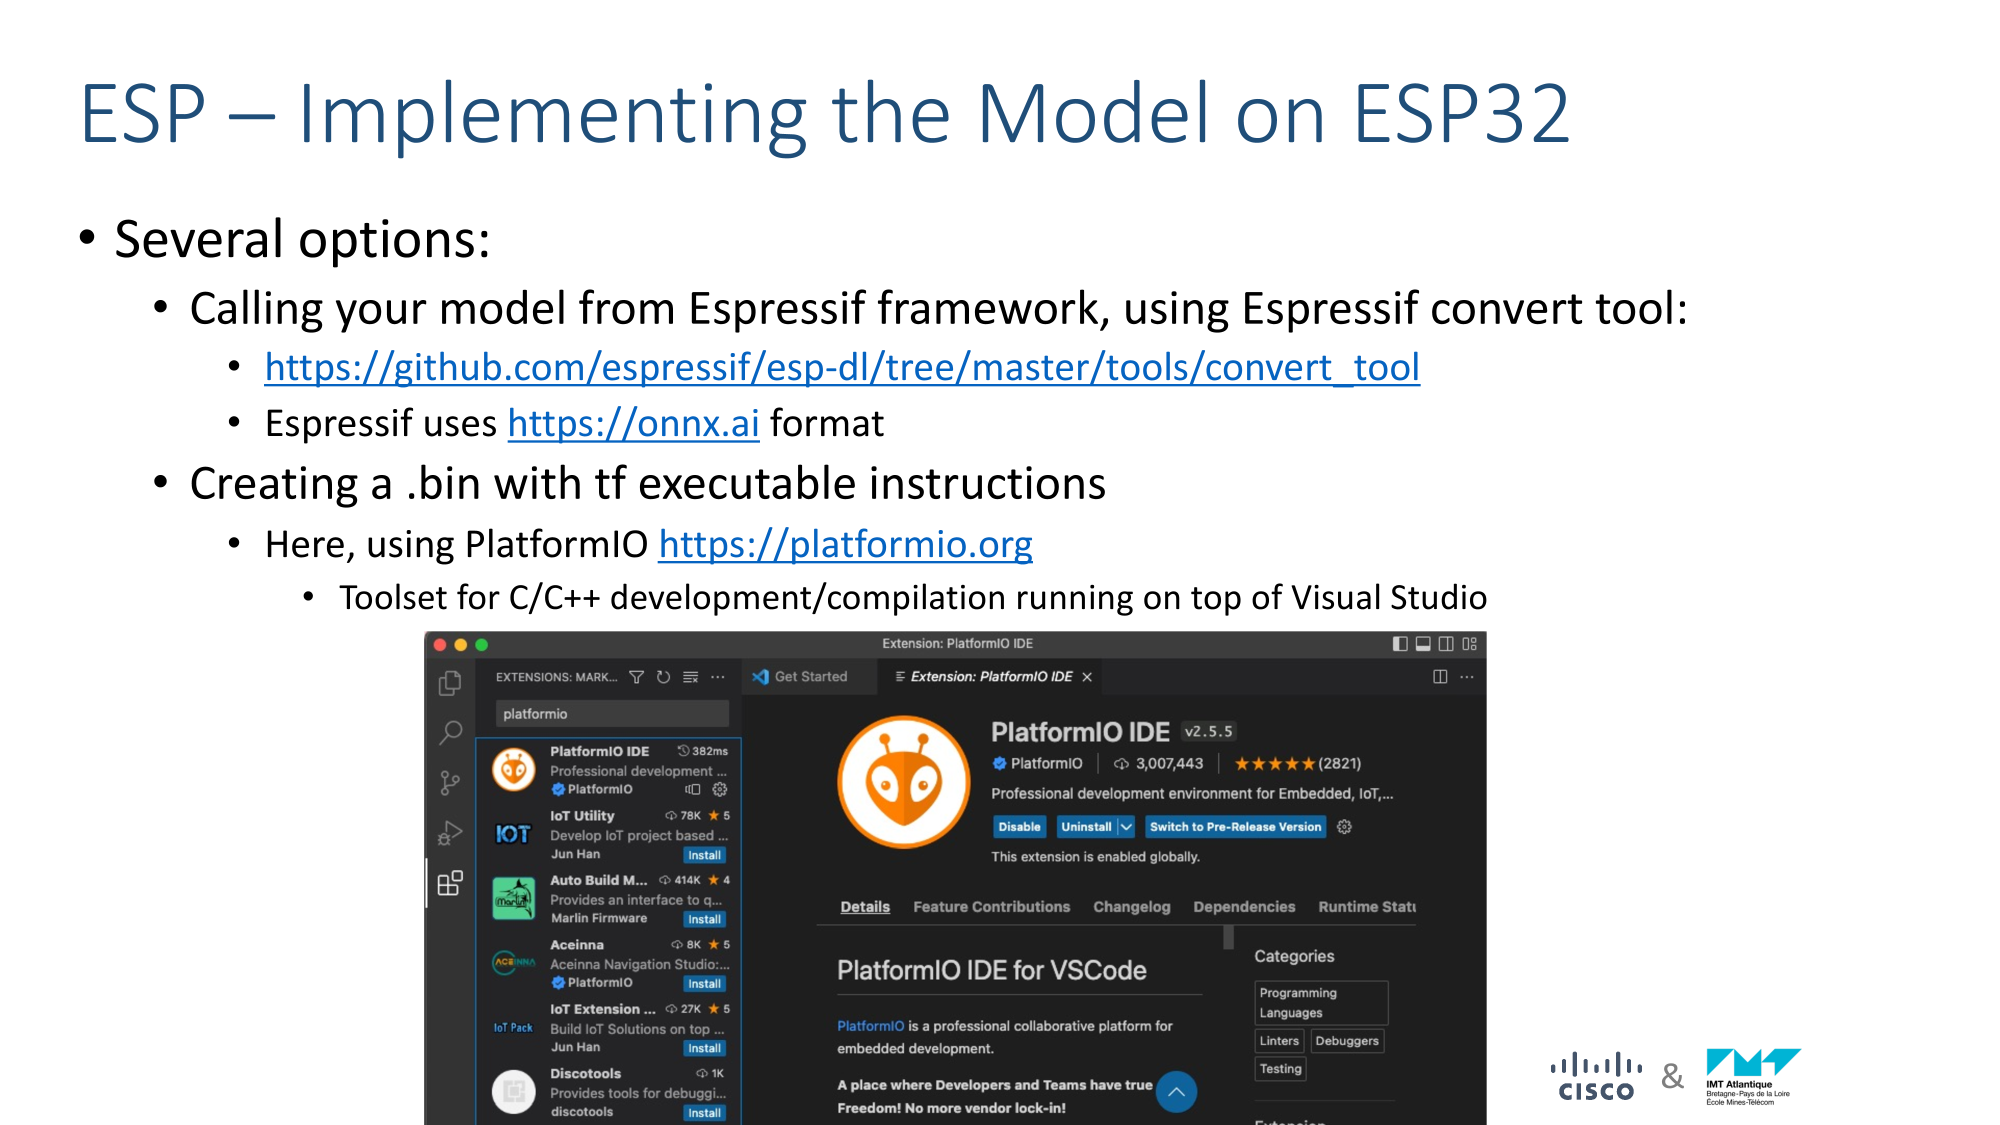 ESP – Implementing the Model on ESP32
• Several options:
• Calling your model from Espressif framework, using Espressif convert tool:
• https://github.com/espressif/esp-dl/tree/master/tools/convert_tool
• Espressif uses https://onnx.ai format
• Creating a .bin with tf executable instructions
• Here, using PlatformIO https://platformio.org
• Toolset for C/C++ development/compilation running on top of Visual Studio
Extension: PlatformIO IDE
EXTENSIONS: MARK...
Get Started
Extension: PlatformIO IDE
platformio
PlatformIO IDE 382ms
Professional development ...
PlatformIO
IoT Utility 78K ★ 5
Develop IoT project based ...
Jun Han Install
Auto Build M... 414K ★ 4
Provides an interface to q...
Marlin Firmware Install
Aceinna 8K ★ 5
Aceinna Navigation Studio:...
PlatformIO Install
IoT Extension ... 27K ★ 5
Build IoT Solutions on top ...
Jun Han Install
Discotools 1K
Provides tools for debuggi...
discotools Install
IOT
Marlin
ACEINNA
IoT Pack
PlatformIO IDE v2.5.5
PlatformIO | 3,007,443 | ★★★★★(2821)
Professional development environment for Embedded, IoT,...
Disable Uninstall Switch to Pre-Release Version
This extension is enabled globally.
Details Feature Contributions Changelog Dependencies Runtime Statu
PlatformIO IDE for VSCode
PlatformIO is a professional collaborative platform for
embedded development.
A place where Developers and Teams have true
Freedom! No more vendor lock-in!
Categories
Programming
Languages
Linters Debuggers
Testing
Extension
CISCO & IMT Atlantique
Bretagne-Pays de la Loire
École Mines-Télécom